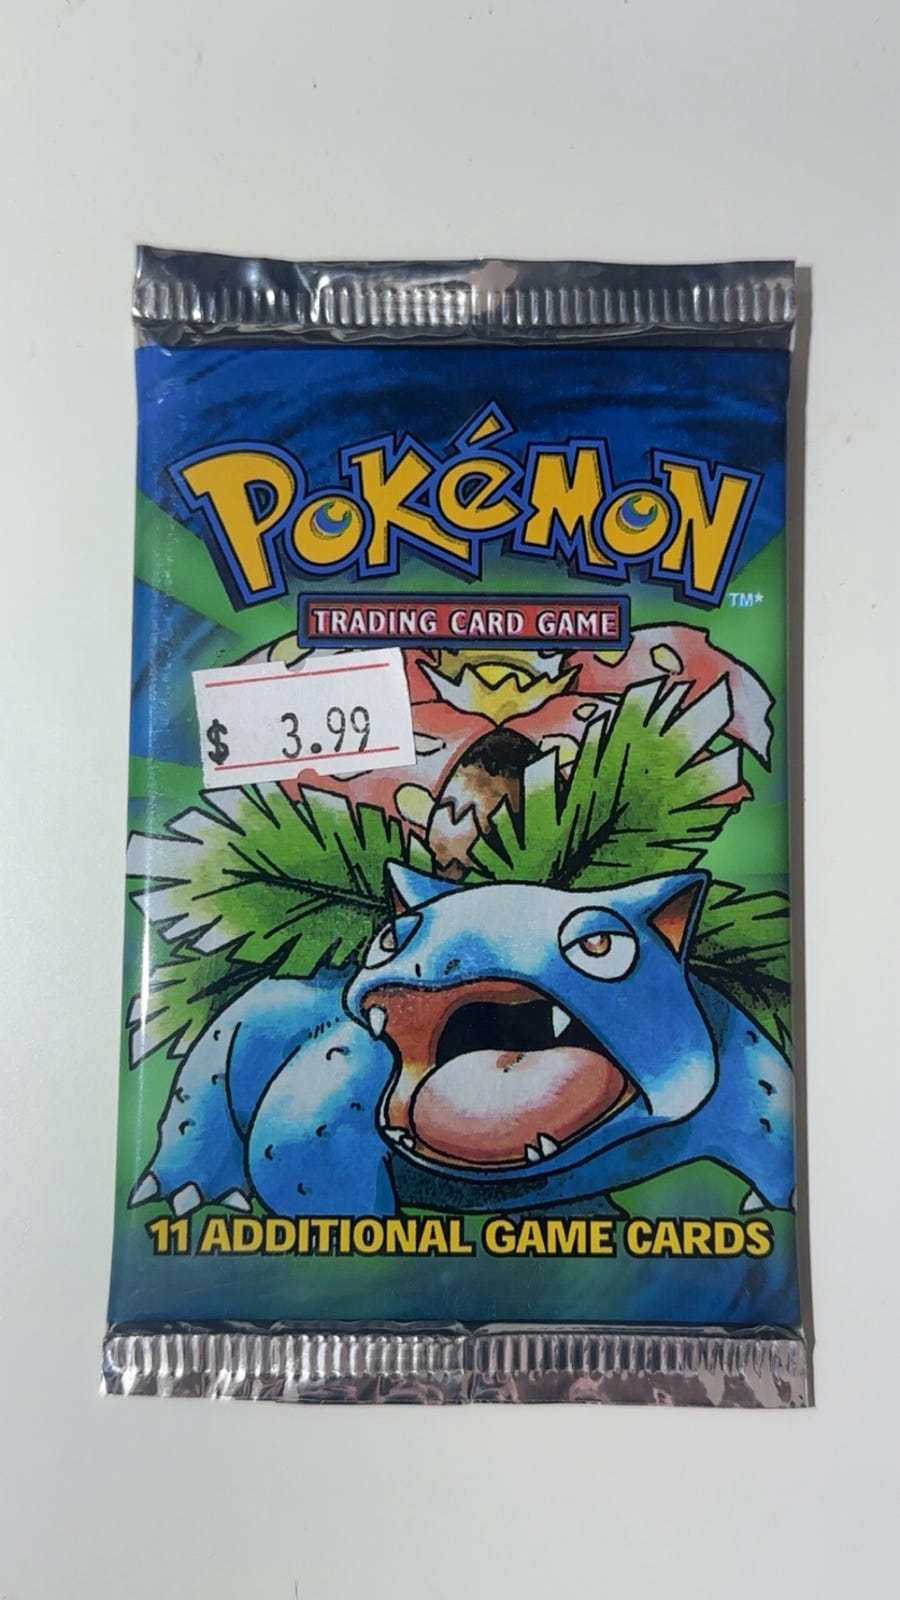 POKéMON
TM*
TRADING CARD GAME
$ 3.99
11 ADDITIONAL GAME CARDS